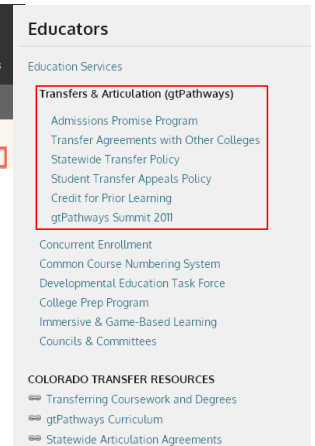 Educators
Education Services
Transfers & Articulation (gtPathways)
Admissions Promise Program
Transfer Agreements with Other Colleges
Statewide Transfer Policy
Student Transfer Appeals Policy
Credit for Prior Learning
gtPathways Summit 2011
Concurrent Enrollment
Common Course Numbering System
Developmental Education Task Force
College Prep Program
Immersive & Game-Based Learning
Councils & Committees
COLORADO TRANSFER RESOURCES
Transferring Coursework and Degrees
gtPathways Curriculum
Statewide Articulation Agreements